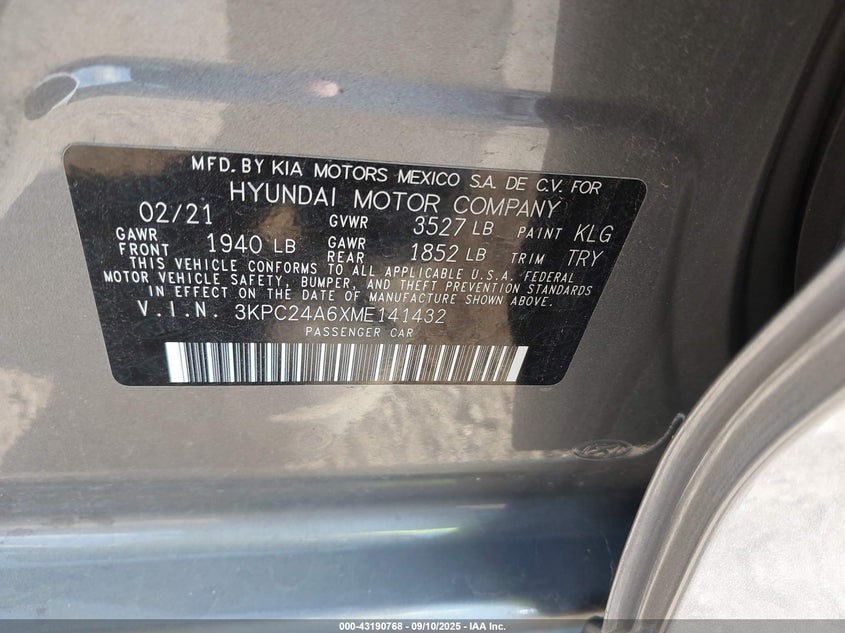 MFD. BY KIA MOTORS MEXICO S.A. DE C.V. FOR
HYUNDAI MOTOR COMPANY
02/21 GVWR 3527 LB PAINT KLG
GAWR FRONT 1940 LB GAWR REAR 1852 LB TRIM TRY
THIS VEHICLE CONFORMS TO ALL APPLICABLE U.S.A. FEDERAL
MOTOR VEHICLE SAFETY, BUMPER, AND THEFT PREVENTION STANDARDS
IN EFFECT ON THE DATE OF MANUFACTURE SHOWN ABOVE.
V.I.N. 3KPC24A6XME141432
PASSENGER CAR
000-43190768 - 09/10/2025 - IAA Inc.